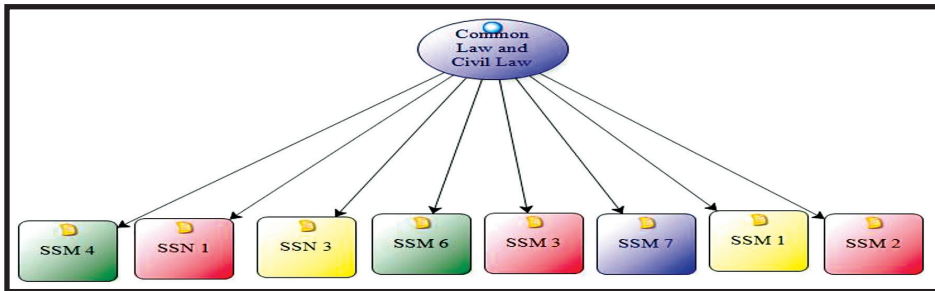 Common
Law and
Civil Law
SSM 4
SSN 1
SSN 3
SSM 6
SSM 3
SSM 7
SSM 1
SSM 2